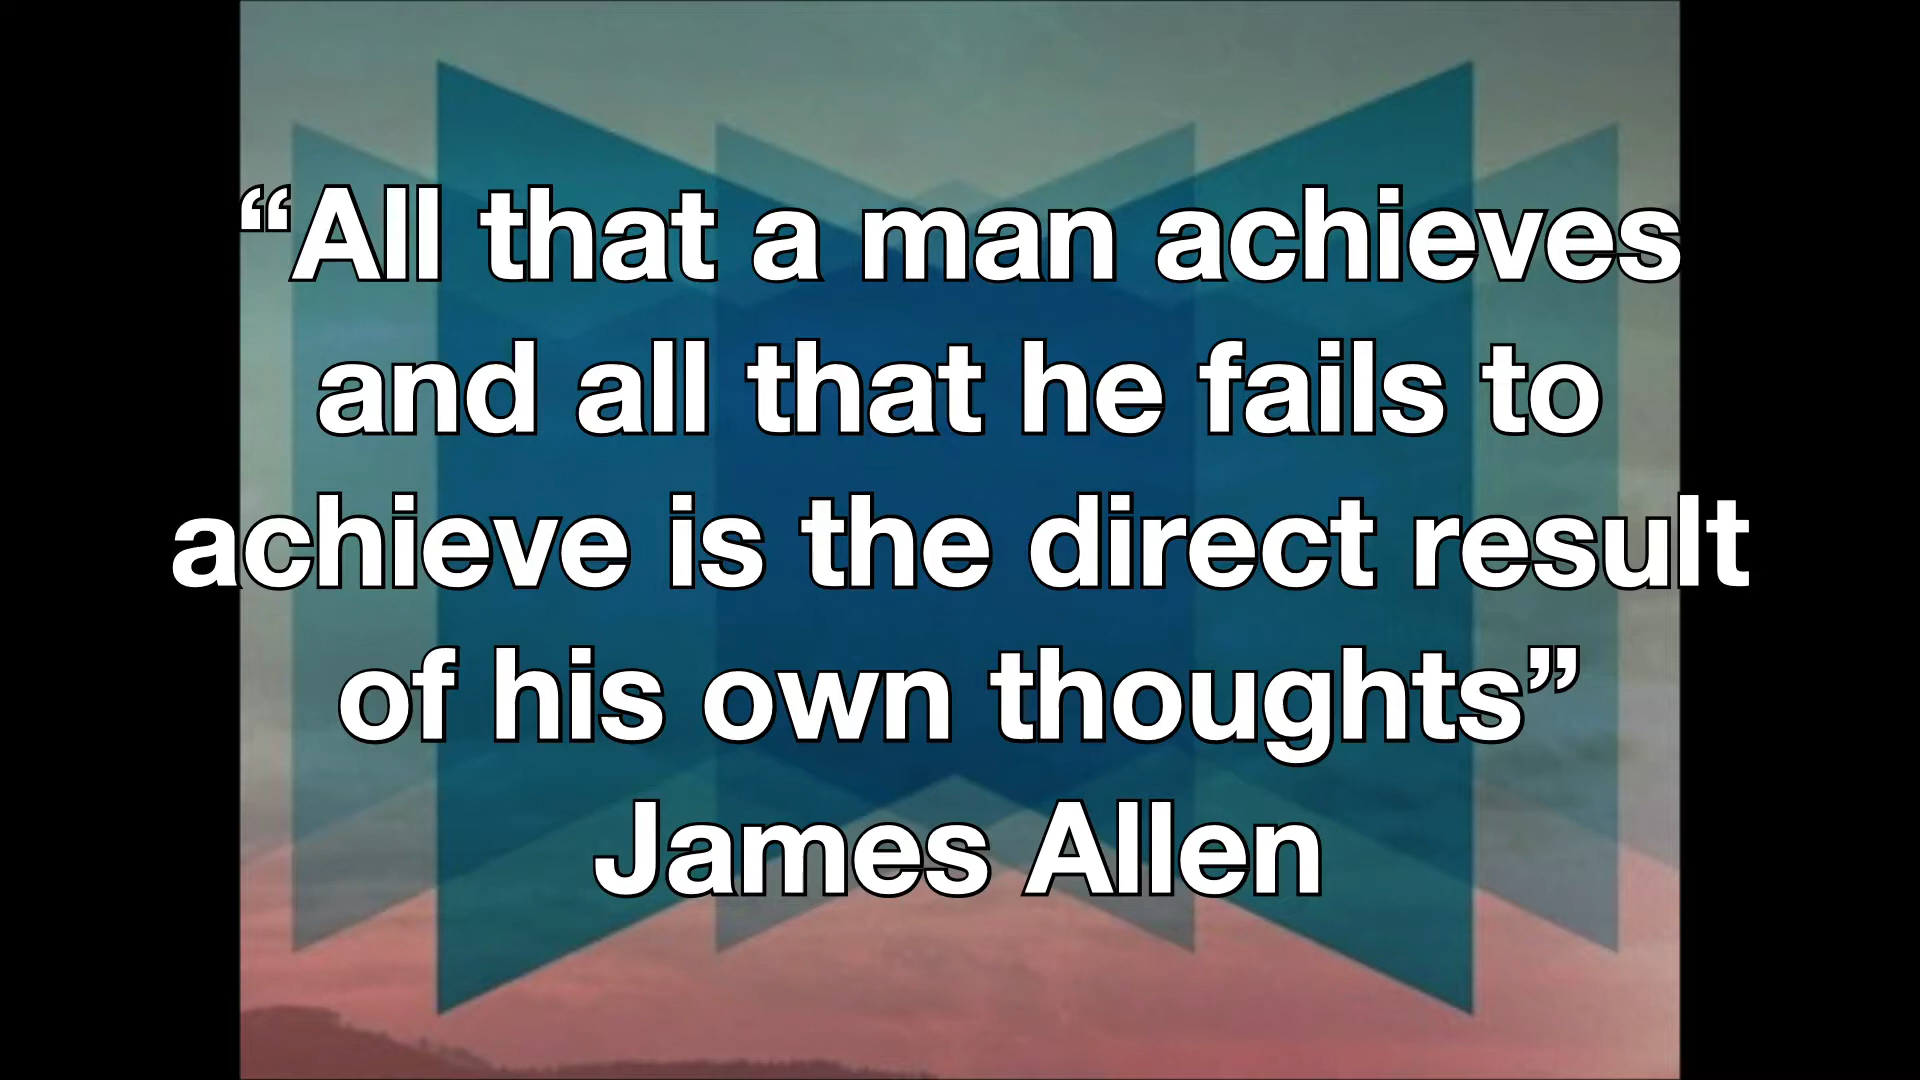 “All that a man achieves
and all that he fails to
achieve is the direct result
of his own thoughts”
James Allen